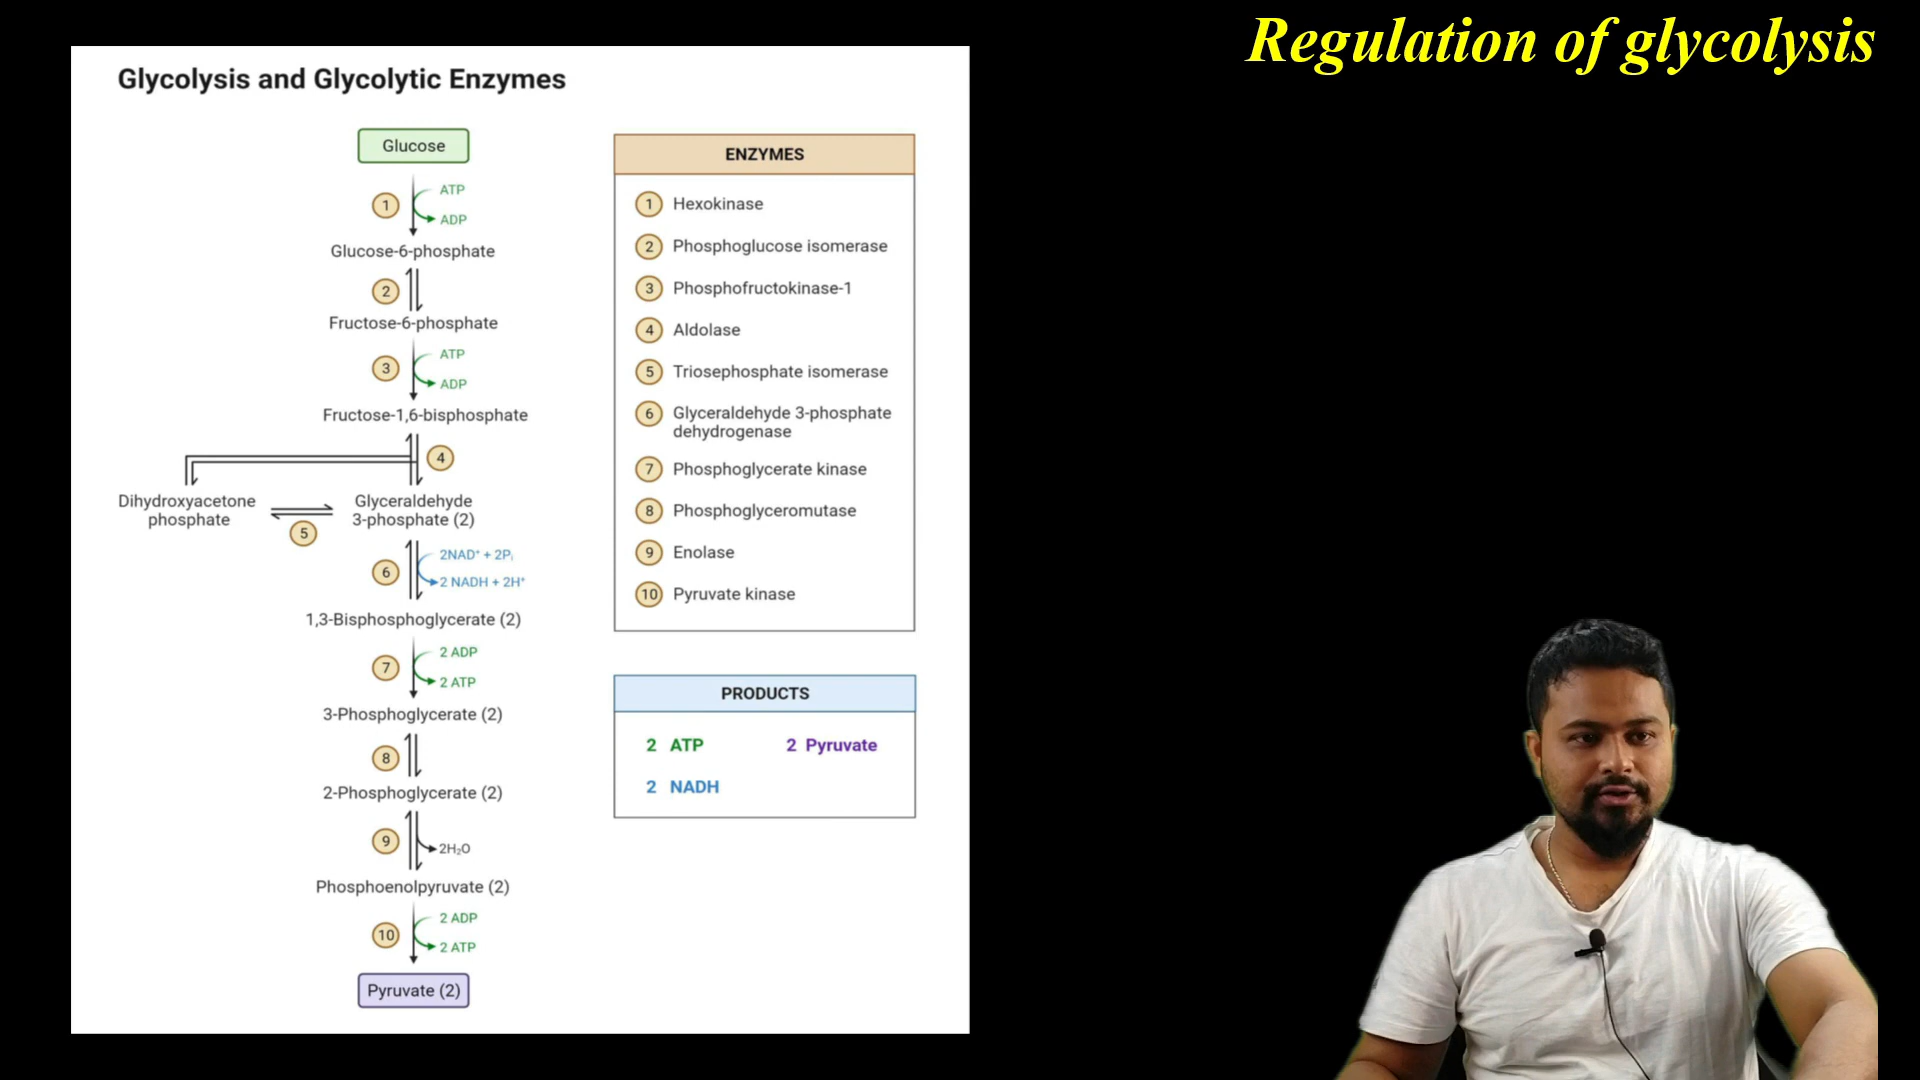 Regulation of glycolysis
Glycolysis and Glycolytic Enzymes
Glucose
1
ATP
ADP
Glucose-6-phosphate
2
Fructose-6-phosphate
3
ATP
ADP
Fructose-1,6-bisphosphate
4
Dihydroxyacetone
phosphate
5
Glyceraldehyde
3-phosphate (2)
6
2NAD⁺ + 2Pᵢ
2 NADH + 2H⁺
1,3-Bisphosphoglycerate (2)
7
2 ADP
2 ATP
3-Phosphoglycerate (2)
8
2-Phosphoglycerate (2)
9
2H₂O
Phosphoenolpyruvate (2)
10
2 ADP
2 ATP
Pyruvate (2)
ENZYMES
1 Hexokinase
2 Phosphoglucose isomerase
3 Phosphofructokinase-1
4 Aldolase
5 Triosephosphate isomerase
6 Glyceraldehyde 3-phosphate
dehydrogenase
7 Phosphoglycerate kinase
8 Phosphoglyceromutase
9 Enolase
10 Pyruvate kinase
PRODUCTS
2 ATP 2 Pyruvate
2 NADH